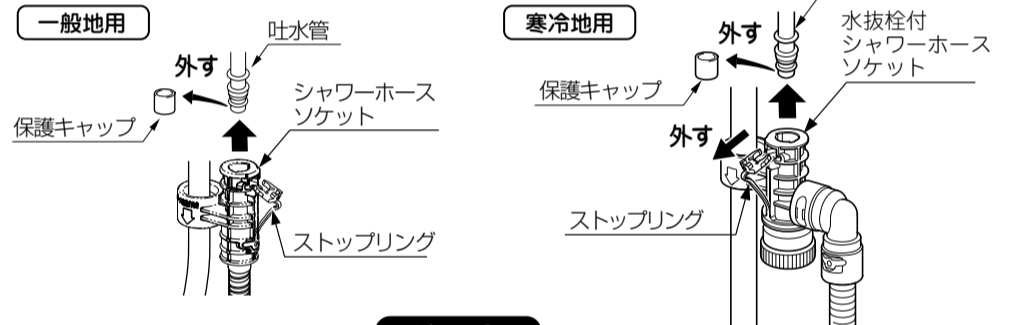 一般地用
吐水管
外す
保護キャップ
シャワーホース
ソケット
ストップリング
寒冷地用
外す
保護キャップ
水抜栓付
シャワーホース
ソケット
外す
ストップリング